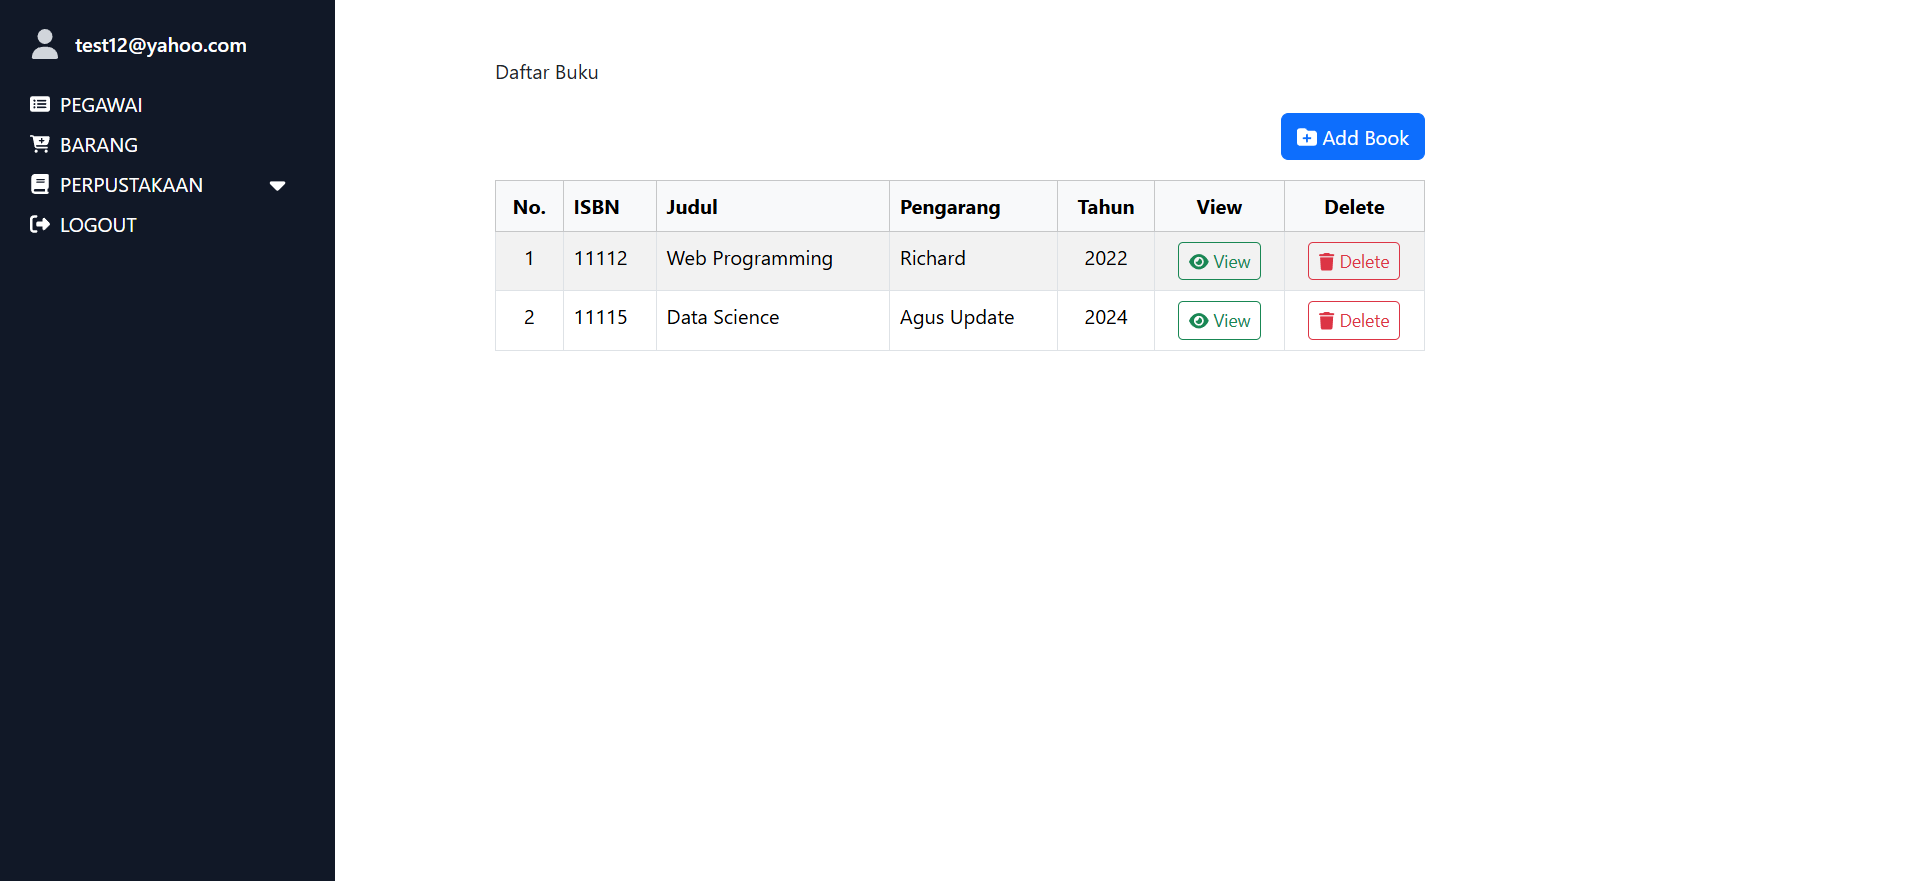 test12@yahoo.com
PEGAWAI
BARANG
PERPUSTAKAAN
LOGOUT
Daftar Buku
Add Book
No. ISBN Judul Pengarang Tahun View Delete
1 11112 Web Programming Richard 2022 View Delete
2 11115 Data Science Agus Update 2024 View Delete